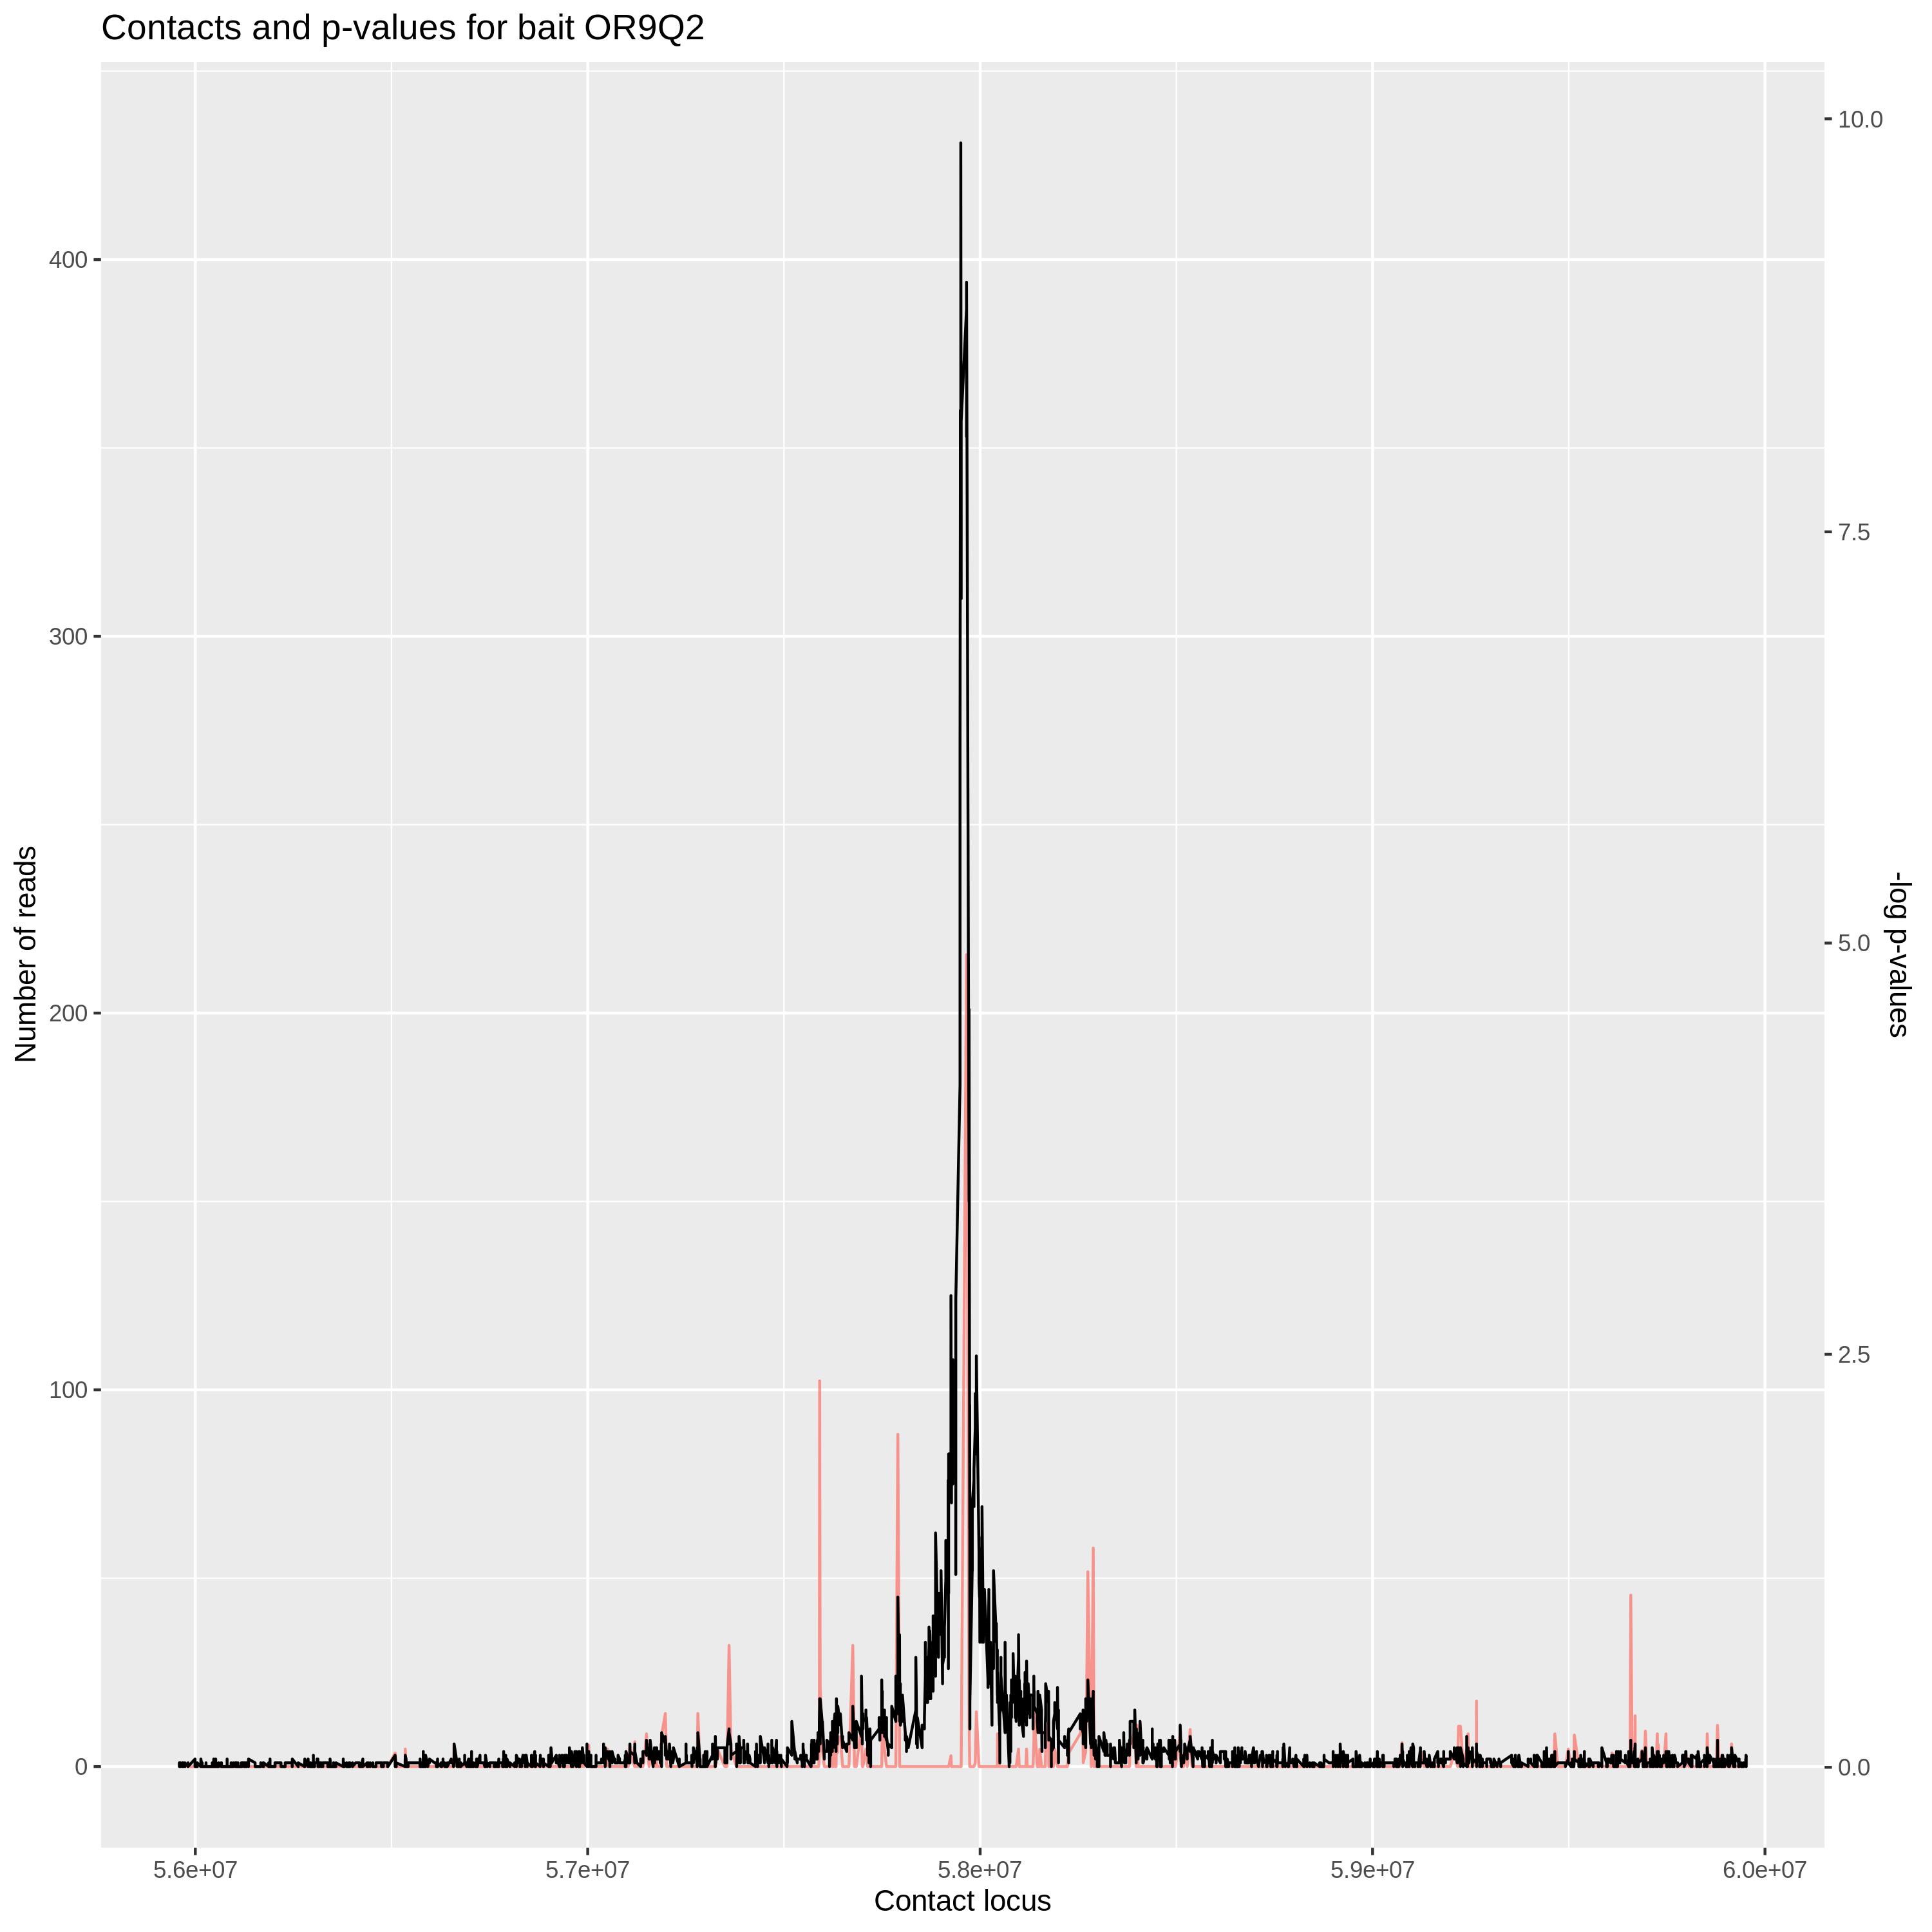 Contacts and p-values for bait OR9Q2
10.0
400
7.5
300
Number of reads
-log p-values
5.0
200
2.5
100
0
0.0
5.6e+07 5.7e+07 5.8e+07 5.9e+07 6.0e+07
Contact locus